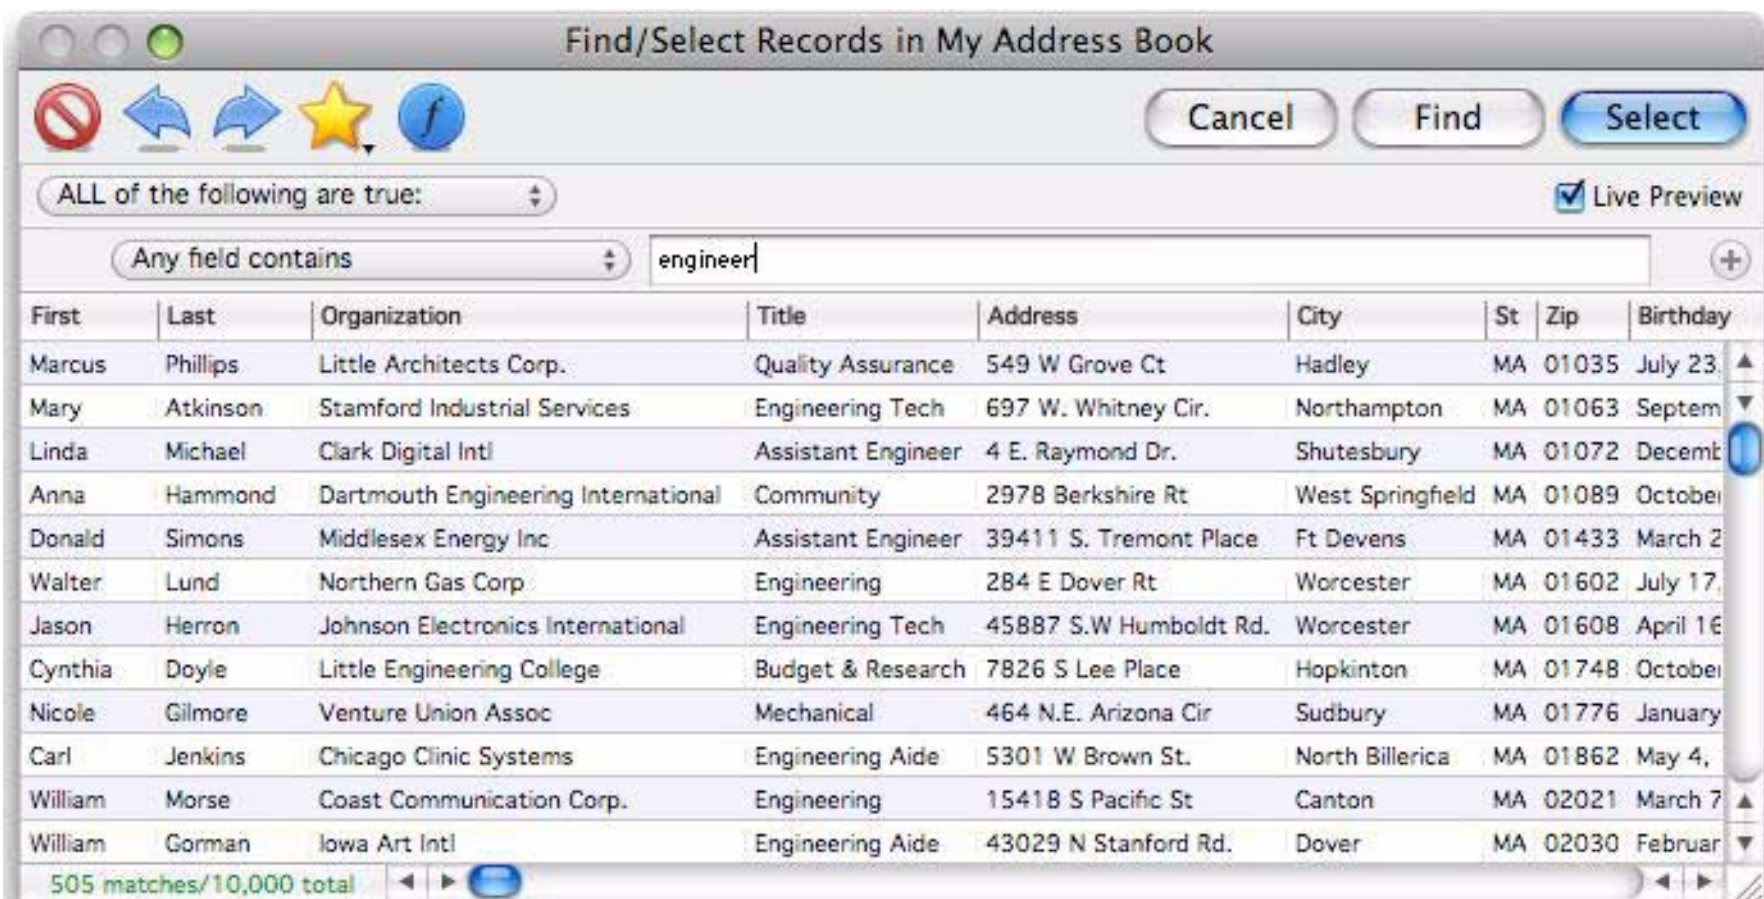 Find/Select Records in My Address Book
f Cancel Find Select
ALL of the following are true: Live Preview
Any field contains engineer
First Last Organization Title Address City St Zip Birthday
Marcus Phillips Little Architects Corp. Quality Assurance 549 W Grove Ct Hadley MA 01035 July 23,
Mary Atkinson Stamford Industrial Services Engineering Tech 697 W. Whitney Cir. Northampton MA 01063 Septem
Linda Michael Clark Digital Intl Assistant Engineer 4 E. Raymond Dr. Shutesbury MA 01072 Decemb
Anna Hammond Dartmouth Engineering International Community 2978 Berkshire Rt West Springfield MA 01089 October
Donald Simons Middlesex Energy Inc Assistant Engineer 39411 S. Tremont Place Ft Devens MA 01433 March 2
Walter Lund Northern Gas Corp Engineering 284 E Dover Rt Worcester MA 01602 July 17,
Jason Herron Johnson Electronics International Engineering Tech 45887 S.W Humboldt Rd. Worcester MA 01608 April 16
Cynthia Doyle Little Engineering College Budget & Research 7826 S Lee Place Hopkinton MA 01748 October
Nicole Gilmore Venture Union Assoc Mechanical 464 N.E. Arizona Cir Sudbury MA 01776 January
Carl Jenkins Chicago Clinic Systems Engineering Aide 5301 W Brown St. North Billerica MA 01862 May 4,
William Morse Coast Communication Corp. Engineering 15418 S Pacific St Canton MA 02021 March 7
William Gorman Iowa Art Intl Engineering Aide 43029 N Stanford Rd. Dover MA 02030 Februar
505 matches/10,000 total